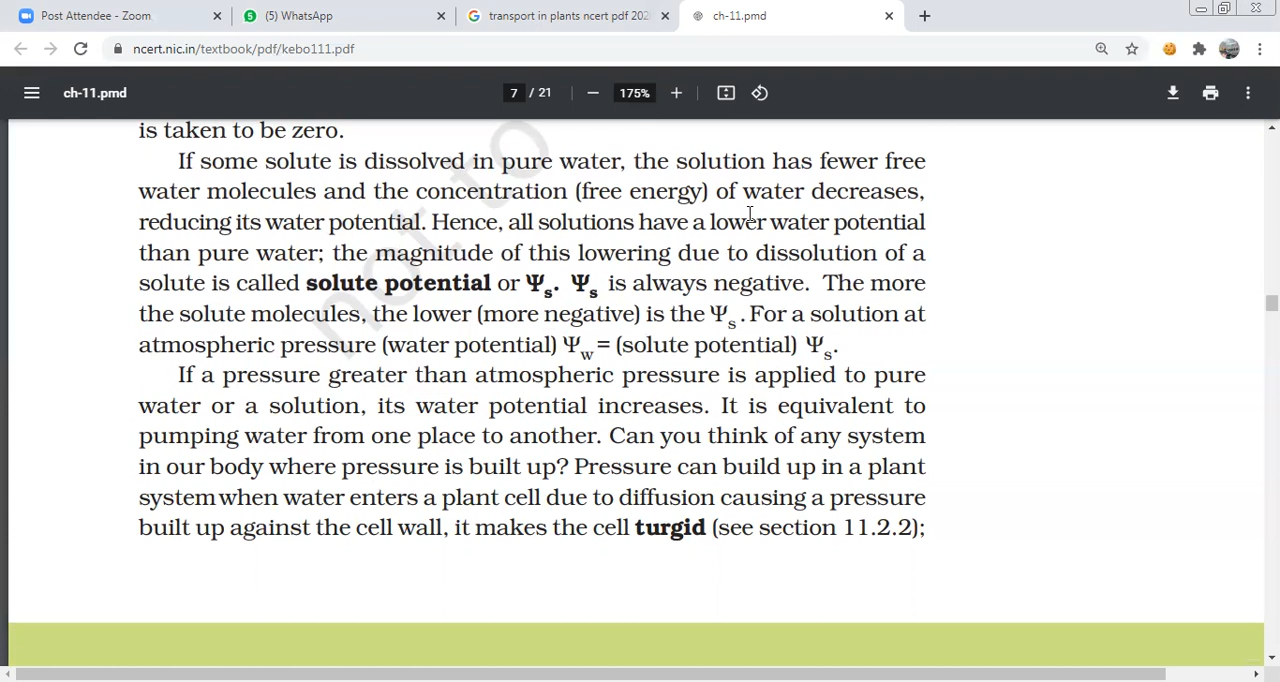 Post Attendee - Zoom
(5) WhatsApp
transport in plants ncert pdf 202
ch-11.pmd
ncert.nic.in/textbook/pdf/kebo111.pdf
ch-11.pmd
7 / 21
175%
is taken to be zero.
If some solute is dissolved in pure water, the solution has fewer free
water molecules and the concentration (free energy) of water decreases,
reducing its water potential. Hence, all solutions have a lower water potential
than pure water; the magnitude of this lowering due to dissolution of a
solute is called solute potential or Ψs. Ψs is always negative. The more
the solute molecules, the lower (more negative) is the Ψs . For a solution at
atmospheric pressure (water potential) Ψw = (solute potential) Ψs.
If a pressure greater than atmospheric pressure is applied to pure
water or a solution, its water potential increases. It is equivalent to
pumping water from one place to another. Can you think of any system
in our body where pressure is built up? Pressure can build up in a plant
system when water enters a plant cell due to diffusion causing a pressure
built up against the cell wall, it makes the cell turgid (see section 11.2.2);
not to